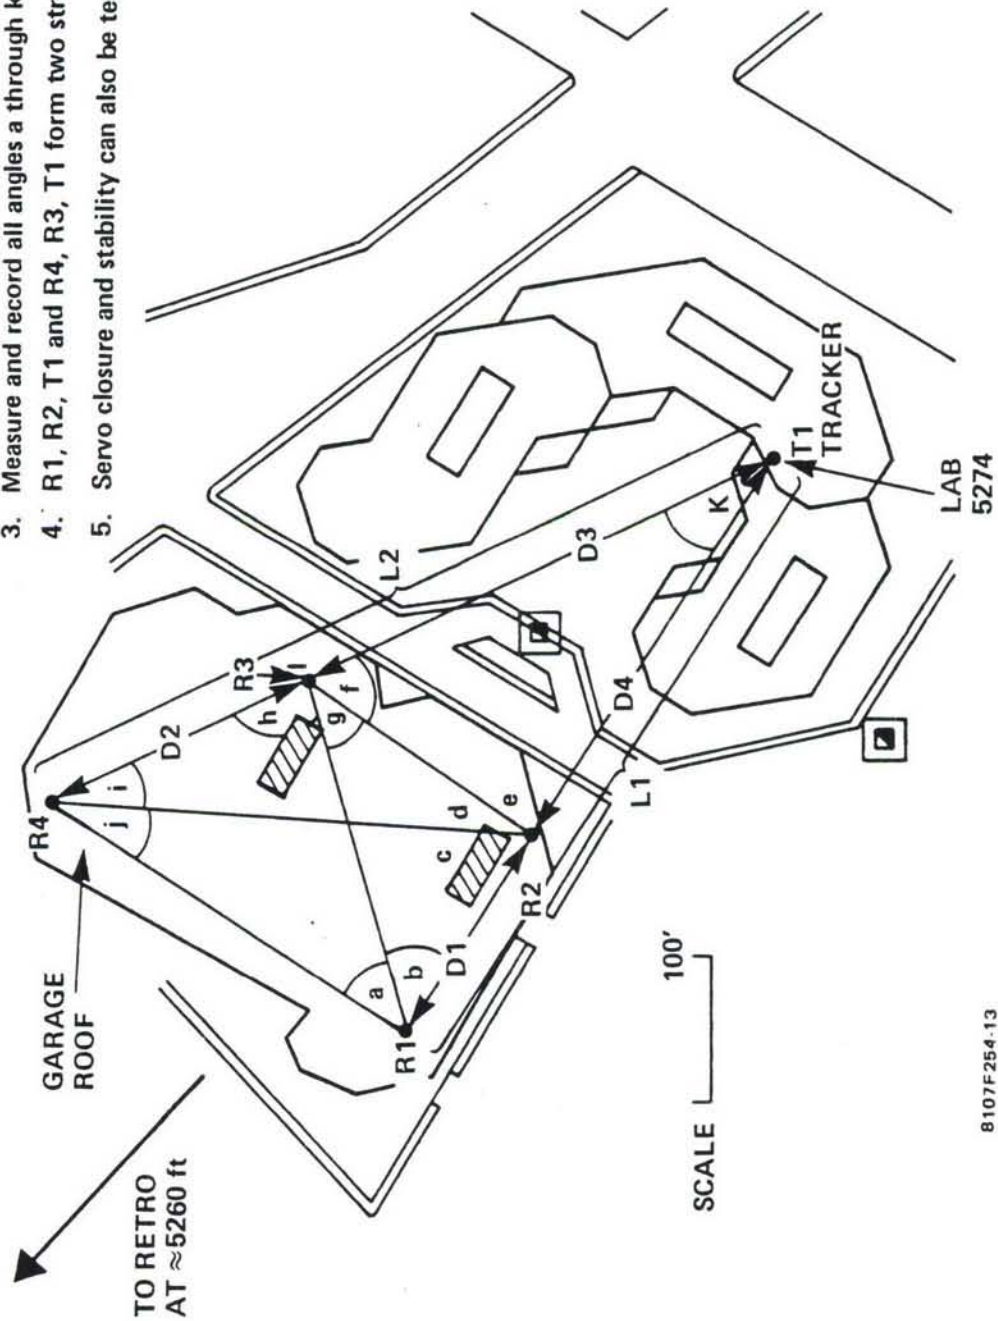 3. Measure and record all angles a through k
4. R1, R2, T1 and R4, R3, T1 form two
5. Servo closure and stability can also be
TO RETRO
AT ≈5260 ft
GARAGE
ROOF
R4
j
i
D2
h
R3
l
g
f
L2
D3
K
T1
TRACKER
LAB
5274
R1
a
b
D1
c
d
e
R2
D4
L1
SCALE
100'
8107F254-13